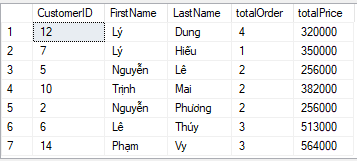 CustomerID FirstName LastName totalOrder totalPrice
1 12 Lý Dung 4 320000
2 7 Lý Hiếu 1 350000
3 5 Nguyễn Lê 2 256000
4 10 Trịnh Mai 2 382000
5 2 Nguyễn Phương 2 256000
6 6 Lê Thúy 3 513000
7 14 Phạm Vy 3 564000